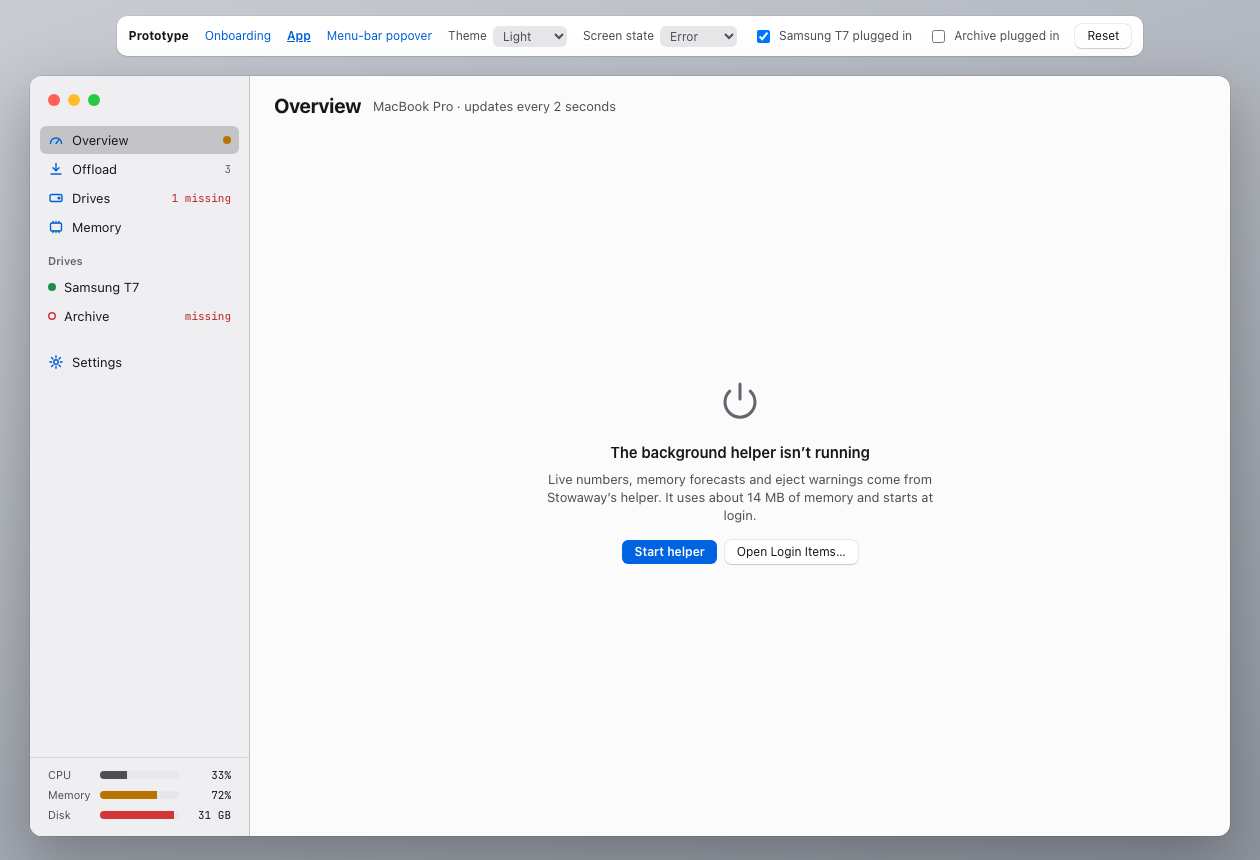 Prototype Onboarding App Menu-bar popover Theme Light Screen state Error Samsung T7 plugged in Archive plugged in Reset
Overview MacBook Pro · updates every 2 seconds
Overview
Offload 3
Drives 1 missing
Memory
Drives
Samsung T7
Archive missing
Settings
The background helper isn’t running
Live numbers, memory forecasts and eject warnings come from
Stowaway’s helper. It uses about 14 MB of memory and starts at
login.
Start helper Open Login Items…
CPU 33%
Memory 72%
Disk 31 GB